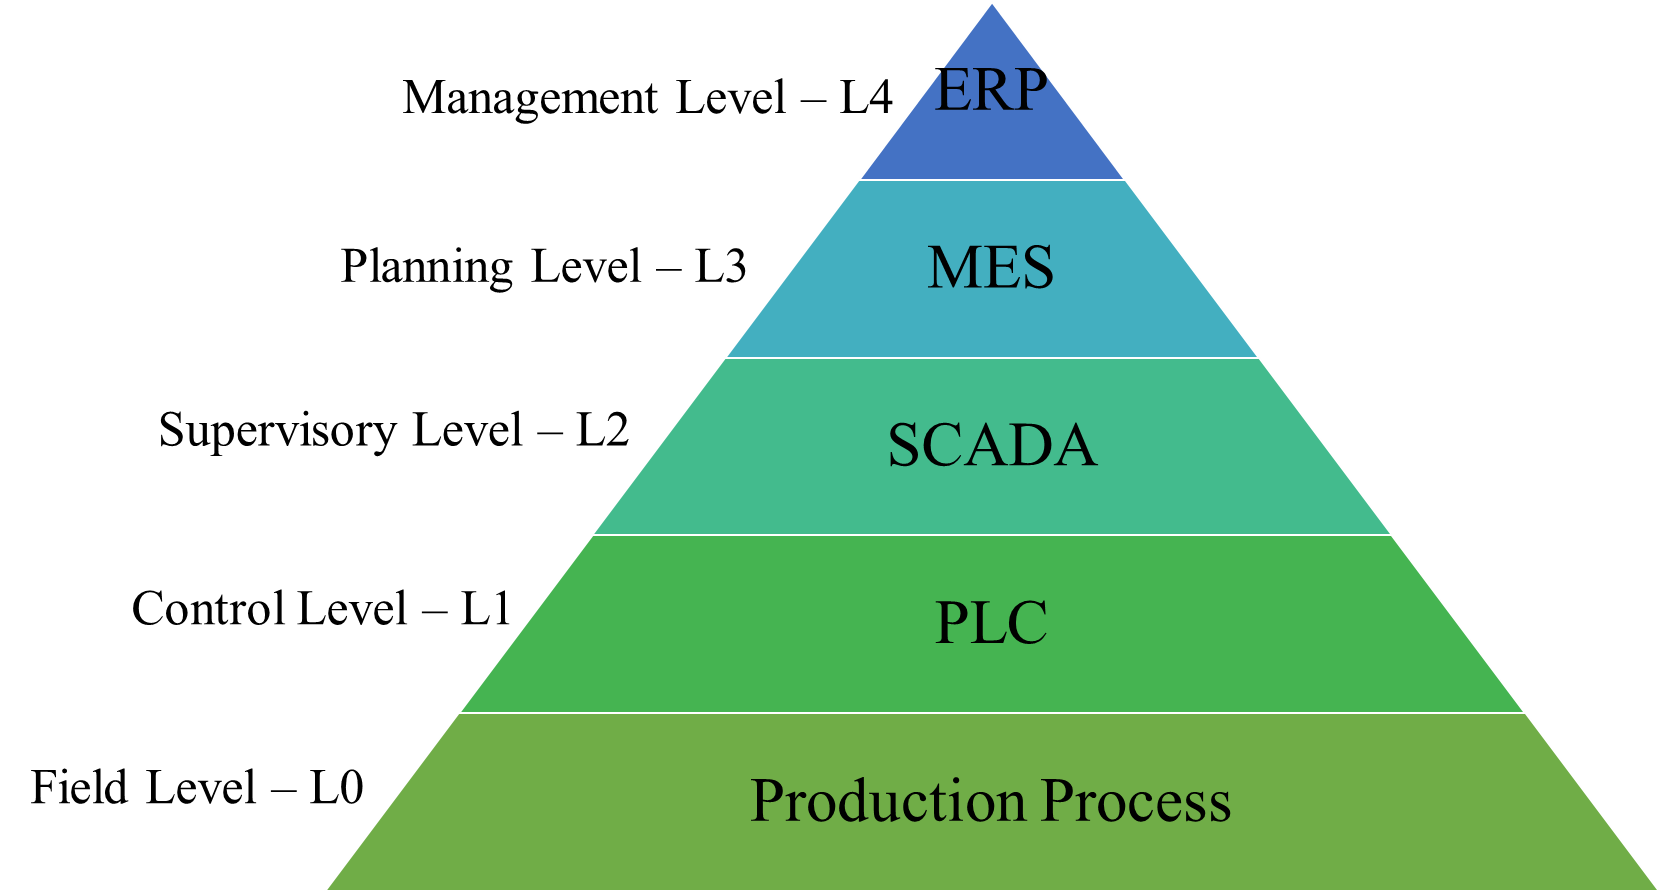 Management Level – L4
ERP
Planning Level – L3
MES
Supervisory Level – L2
SCADA
Control Level – L1
PLC
Field Level – L0
Production Process